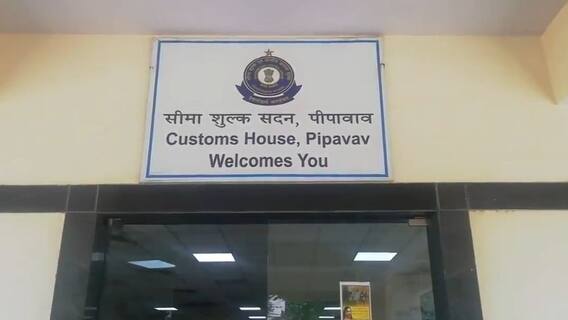 सीमा शुल्क सदन, पीपावाव
Customs House, Pipavav
Welcomes You